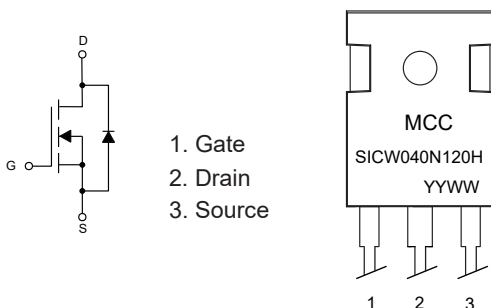 D
G
S
1. Gate
2. Drain
3. Source
MCC
SICW040N120H
YYWW
1 2 3